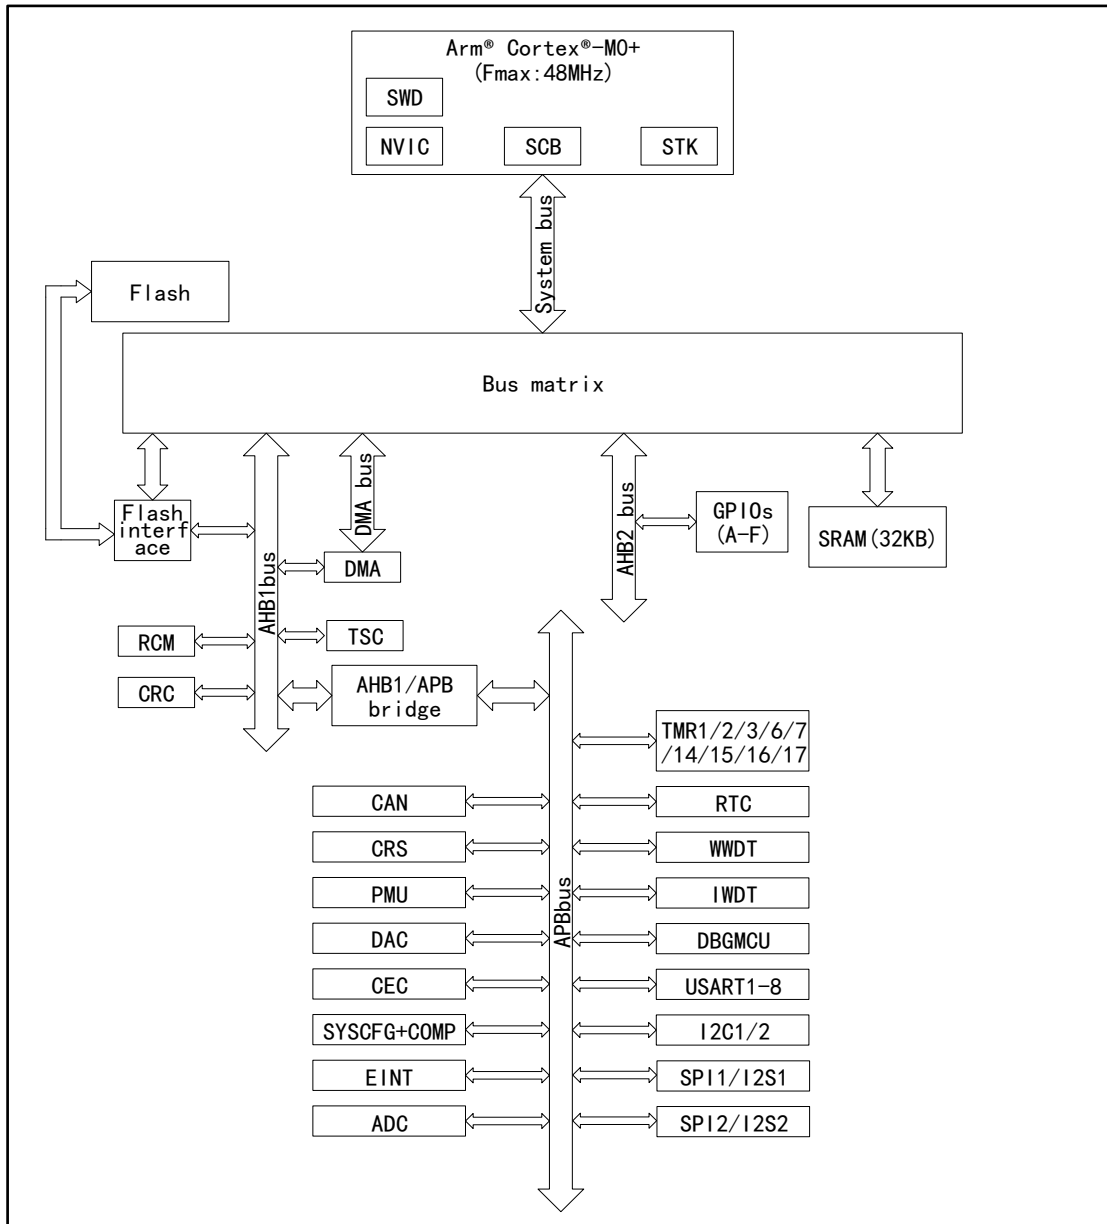 Arm® Cortex®-M0+
(Fmax:48MHz)
SWD
NVIC
SCB
STK
System bus
Flash
Bus matrix
Flash
interf
ace
AHB1bus
DMA bus
DMA
AHB2 bus
GPIOs
(A-F)
SRAM(32KB)
RCM
TSC
CRC
AHB1/APB
bridge
APBbus
TMR1/2/3/6/7
/14/15/16/17
CAN
RTC
CRS
WWDT
PMU
IWDT
DAC
DBGMCU
CEC
USART1-8
SYSCFG+COMP
I2C1/2
EINT
SPI1/I2S1
ADC
SPI2/I2S2